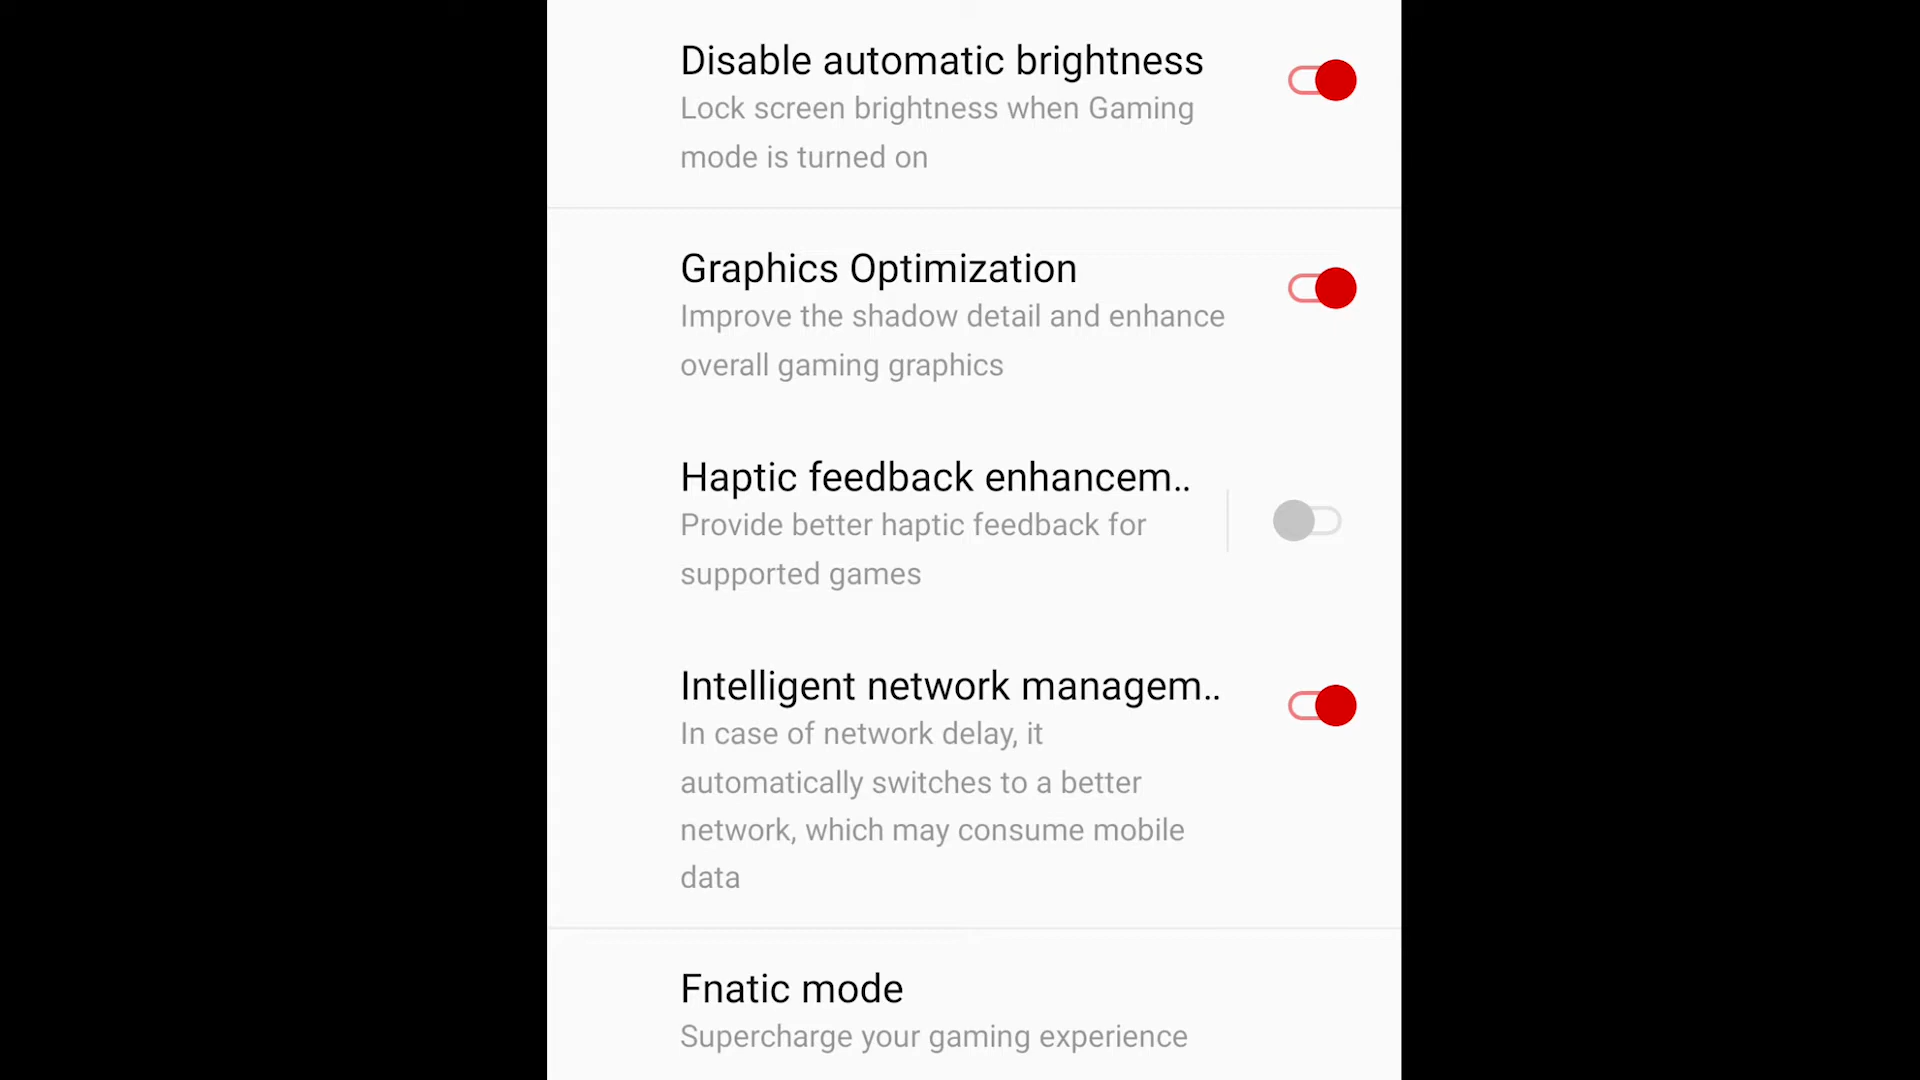 Disable automatic brightness
Lock screen brightness when Gaming
mode is turned on
Graphics Optimization
Improve the shadow detail and enhance
overall gaming graphics
Haptic feedback enhancem..
Provide better haptic feedback for
supported games
Intelligent network managem..
In case of network delay, it
automatically switches to a better
network, which may consume mobile
data
Fnatic mode
Supercharge your gaming experience